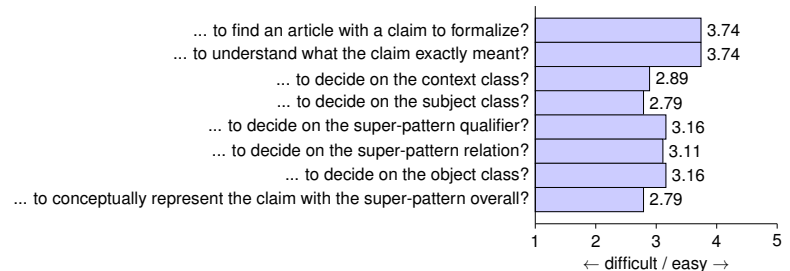 ... to find an article with a claim to formalize? 3.74
... to understand what the claim exactly meant? 3.74
... to decide on the context class? 2.89
... to decide on the subject class? 2.79
... to decide on the super-pattern qualifier? 3.16
... to decide on the super-pattern relation? 3.11
... to decide on the object class? 3.16
... to conceptually represent the claim with the super-pattern overall? 2.79
1 2 3 4 5
← difficult / easy →